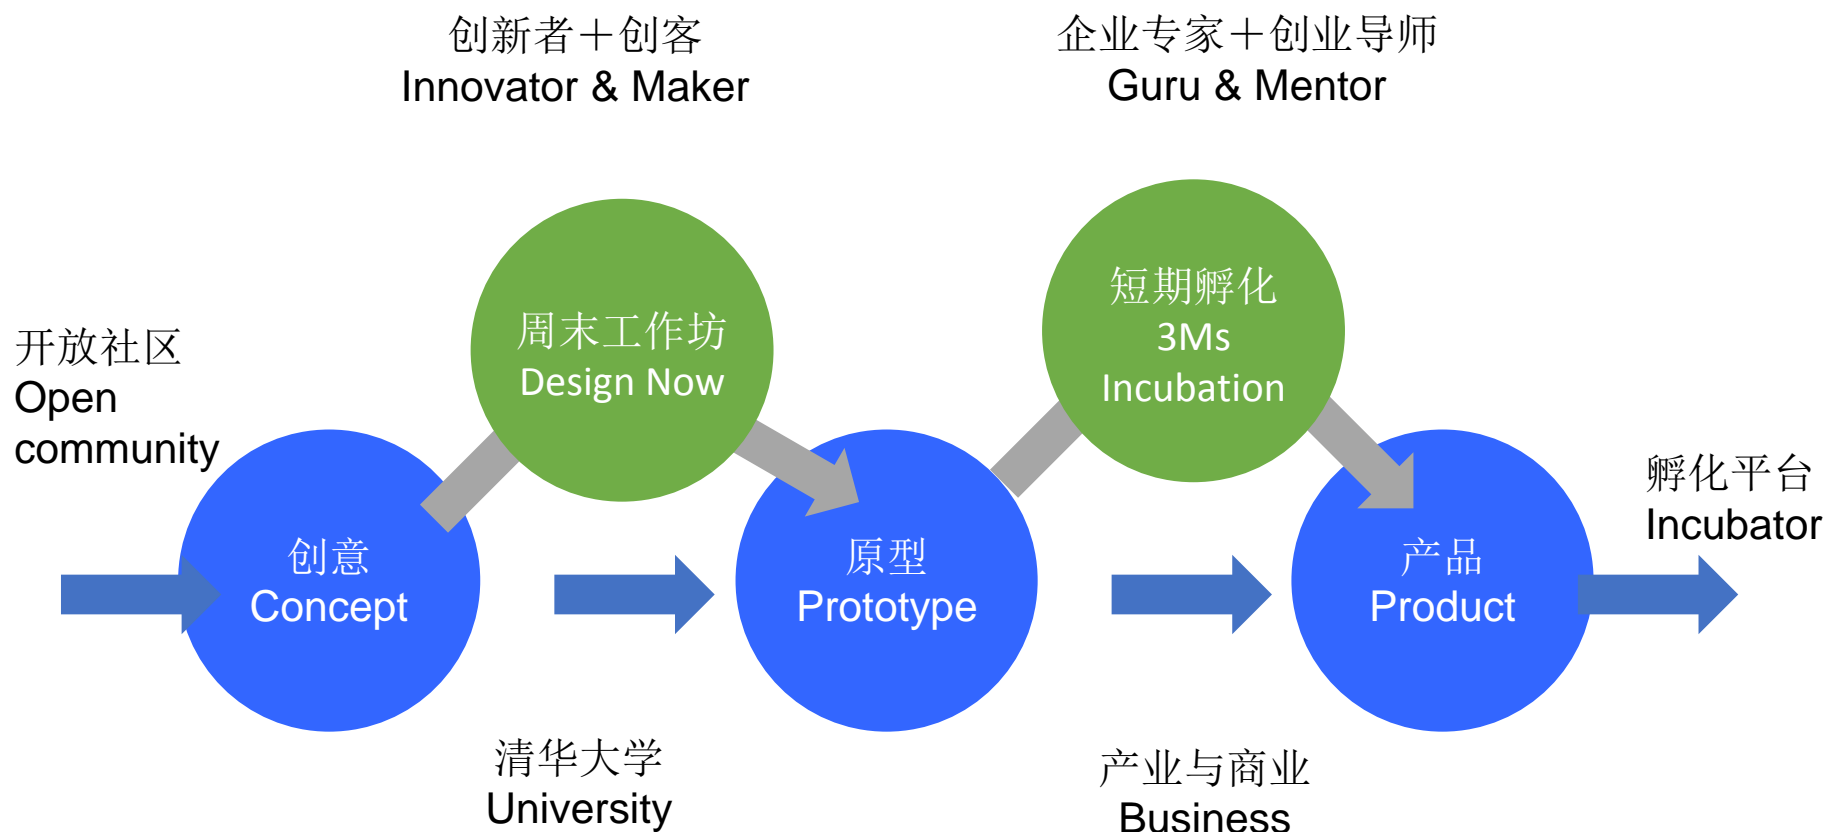 创新者＋创客
Innovator & Maker
企业专家＋创业导师
Guru & Mentor
开放社区
Open
community
周末工作坊
Design Now
短期孵化
3Ms
Incubation
创意
Concept
原型
Prototype
产品
Product
孵化平台
Incubator
清华大学
University
产业与商业
Business